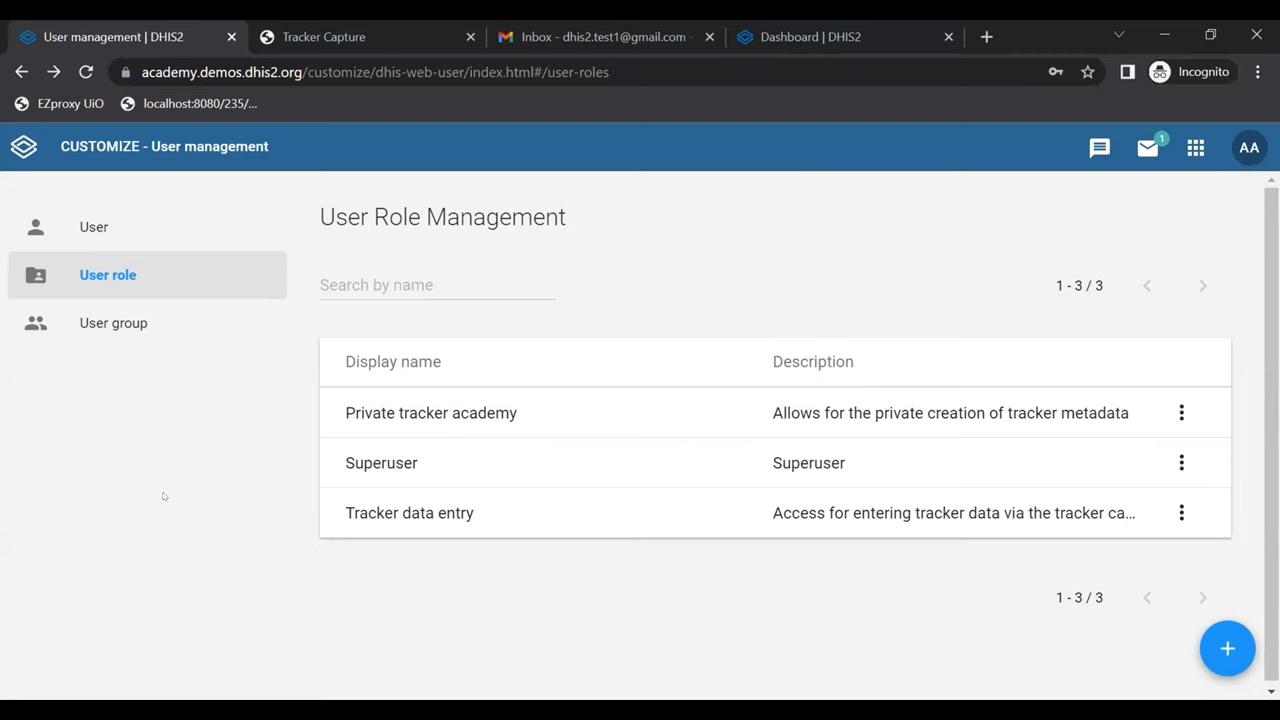 User management | DHIS2
Tracker Capture
Inbox - dhis2.test1@gmail.com -
Dashboard | DHIS2
academy.demos.dhis2.org/customize/dhis-web-user/index.html#/user-roles
Incognito
EZproxy UiO
localhost:8080/235/...
CUSTOMIZE - User management
1
AA
User
User role
User group
User Role Management
Search by name
1 - 3 / 3
Display name
Description
Private tracker academy
Allows for the private creation of tracker metadata
Superuser
Superuser
Tracker data entry
Access for entering tracker data via the tracker ca...
1 - 3 / 3